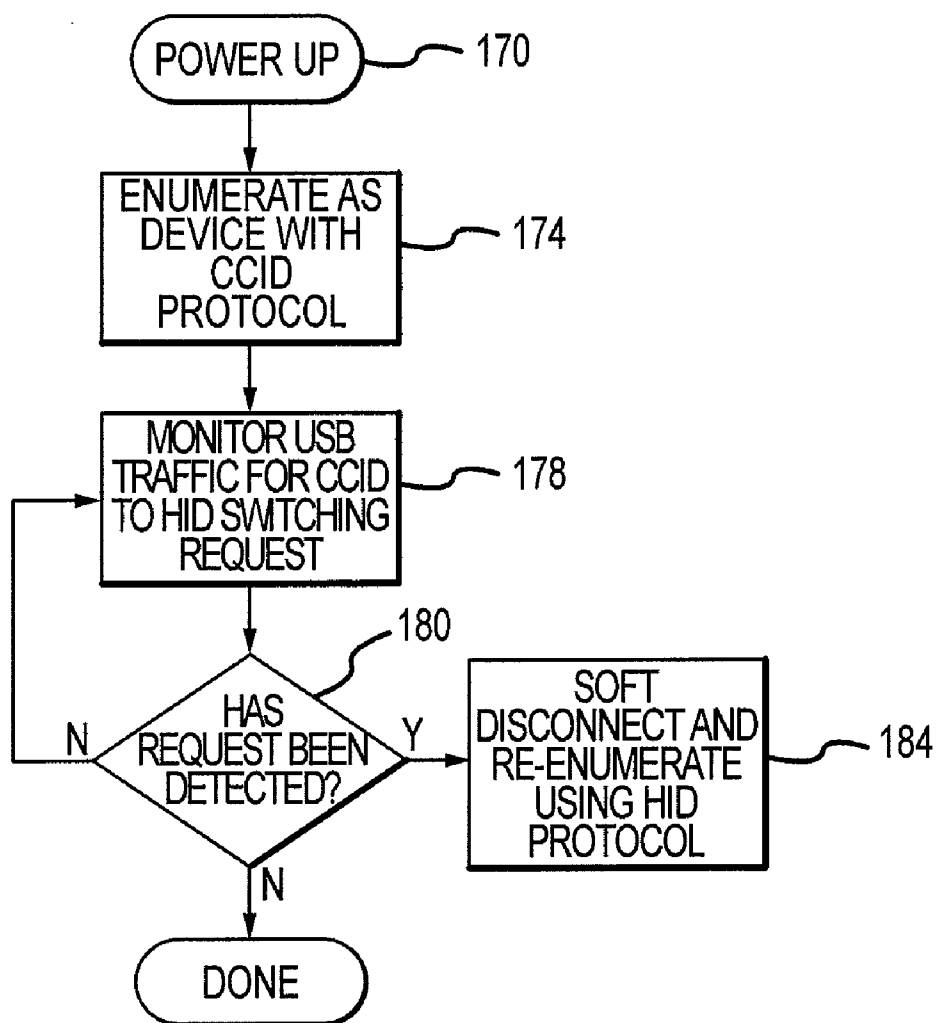 POWER UP
170
ENUMERATE AS
DEVICE WITH
CCID
PROTOCOL
174
MONITOR USB
TRAFFIC FOR CCID
TO HID SWITCHING
REQUEST
178
180
HAS
REQUEST BEEN
DETECTED?
N
Y
N
SOFT
DISCONNECT AND
RE-ENUMERATE
USING HID
PROTOCOL
184
DONE